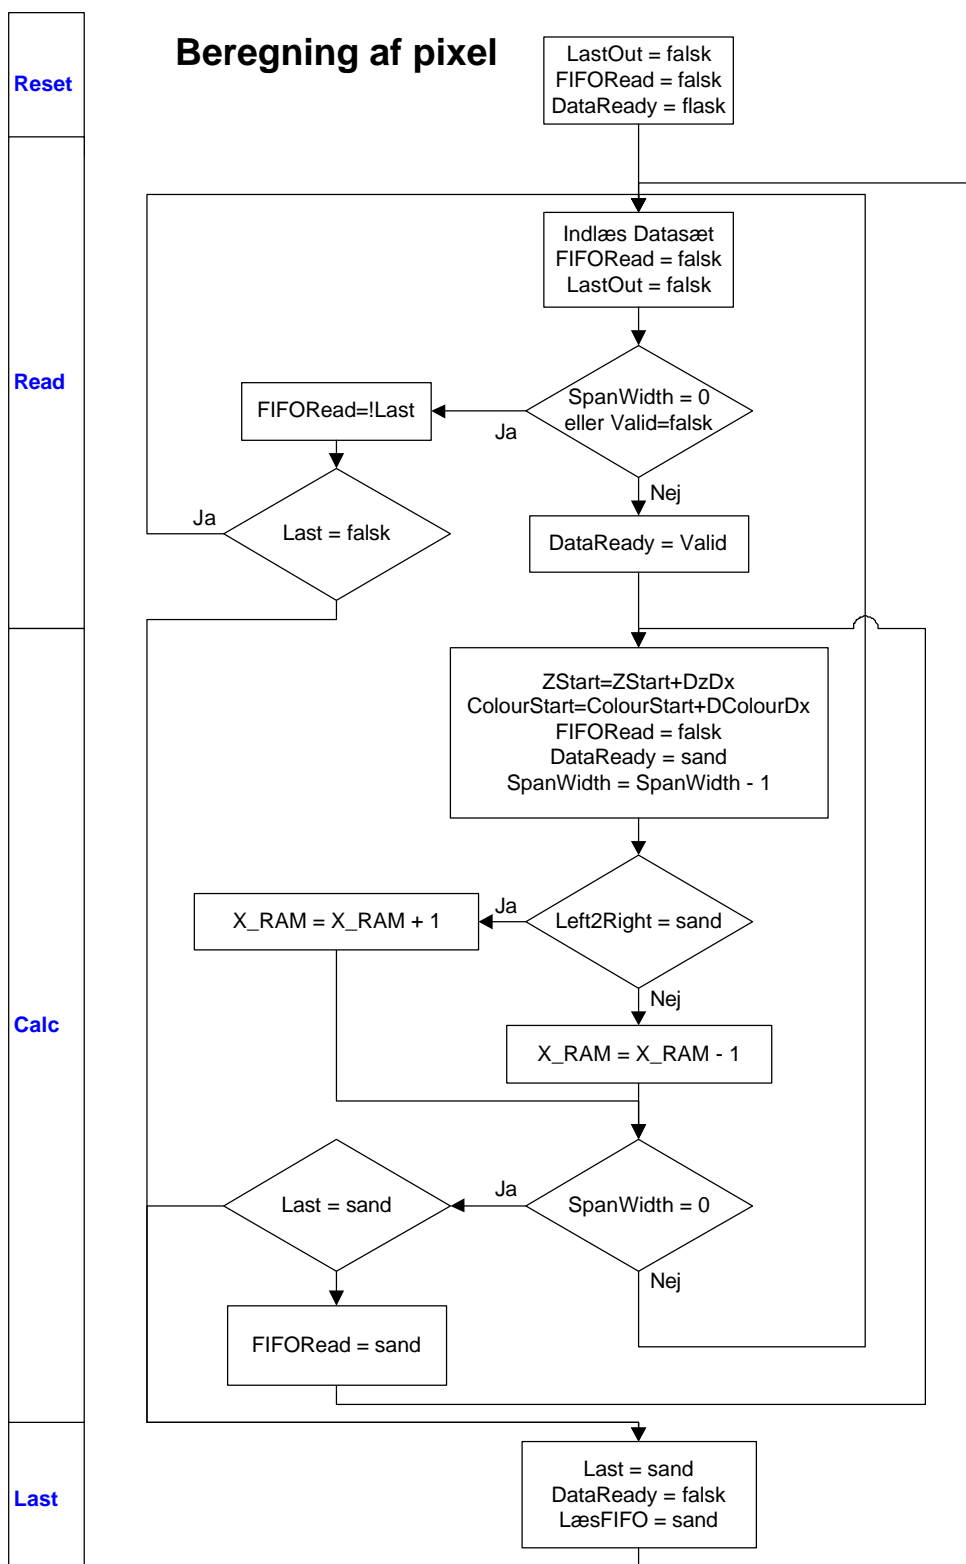 Beregning af pixel
Reset
LastOut = falsk
FIFORead = falsk
DataReady = flask
Read
Indlæs Datasæt
FIFORead = falsk
LastOut = falsk
SpanWidth = 0
eller Valid=falsk
Ja
FIFORead=!Last
Nej
Ja
Last = falsk
DataReady = Valid
Calc
ZStart=ZStart+DzDx
ColourStart=ColourStart+DColourDx
FIFORead = falsk
DataReady = sand
SpanWidth = SpanWidth - 1
Left2Right = sand
Ja
X_RAM = X_RAM + 1
Nej
X_RAM = X_RAM - 1
SpanWidth = 0
Ja
Last = sand
Nej
FIFORead = sand
Last
Last = sand
DataReady = falsk
LæsFIFO = sand